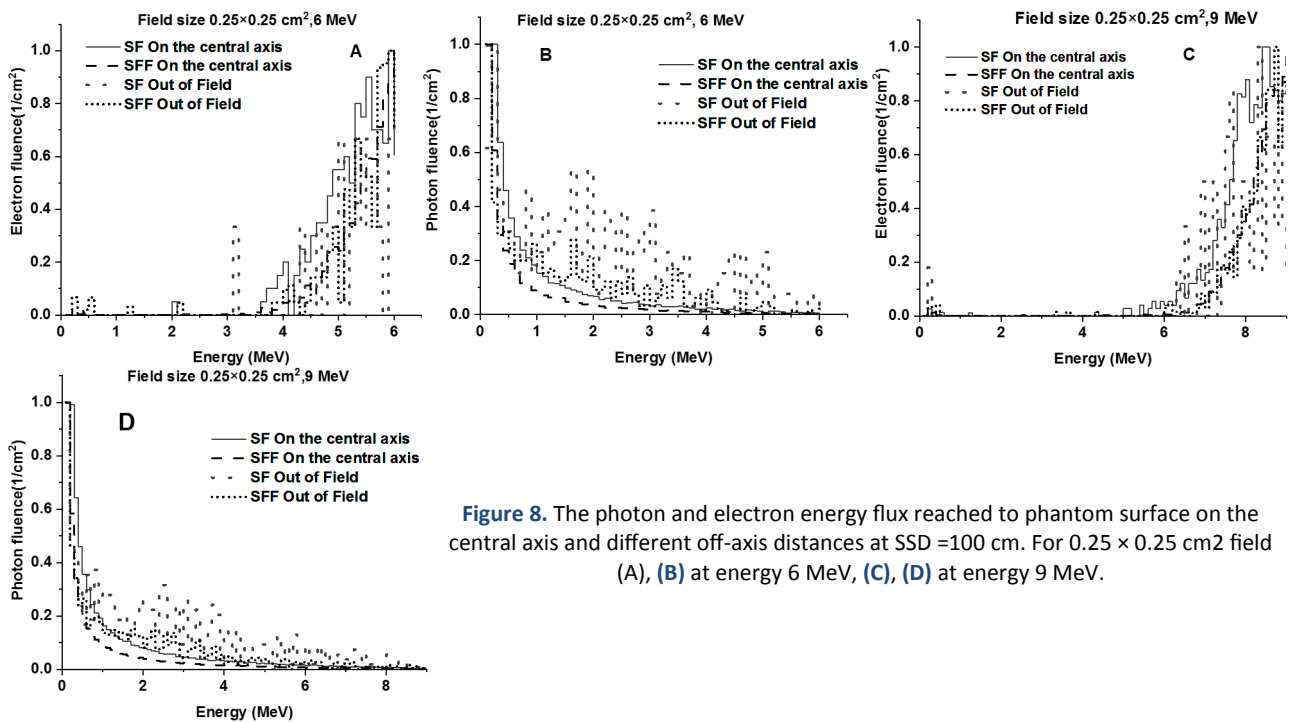 Field size 0.25×0.25 cm²,6 MeV
SF On the central axis
SFF On the central axis
SF Out of Field
SFF Out of Field
A
Electron fluence(1/cm²)
1.0
0.8
0.6
0.4
0.2
0.0
0 1 2 3 4 5 6
Energy (MeV)
Field size 0.25×0.25 cm², 6 MeV
B
SF On the central axis
SFF On the central axis
SF Out of Field
SFF Out of Field
Photon fluence(1/cm²)
1.0
0.8
0.6
0.4
0.2
0.0
0 1 2 3 4 5 6
Energy (MeV)
Field size 0.25×0.25 cm²,9 MeV
SF On the central axis
SFF On the central axis
SF Out of Field
SFF Out of Field
C
Electron fluence(1/cm²)
1.0
0.8
0.6
0.4
0.2
0.0
0 2 4 6 8
Energy (MeV)
Field size 0.25×0.25 cm²,9 MeV
D
SF On the central axis
SFF On the central axis
SF Out of Field
SFF Out of Field
Photon fluence(1/cm²)
1.0
0.8
0.6
0.4
0.2
0.0
0 2 4 6 8
Energy (MeV)
Figure 8. The photon and electron energy flux reached to phantom surface on the
central axis and different off-axis distances at SSD =100 cm. For 0.25 × 0.25 cm2 field
(A), (B) at energy 6 MeV, (C), (D) at energy 9 MeV.